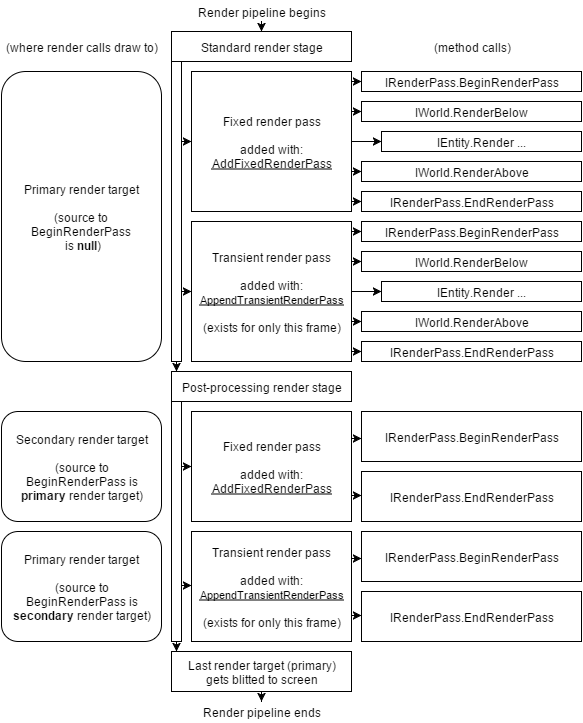 Render pipeline begins
(where render calls draw to)
Standard render stage
(method calls)
Primary render target
(source to
BeginRenderPass
is null)
Fixed render pass
added with:
AddFixedRenderPass
IRenderPass.BeginRenderPass
IWorld.RenderBelow
IEntity.Render ...
IWorld.RenderAbove
IRenderPass.EndRenderPass
Transient render pass
added with:
AppendTransientRenderPass
(exists for only this frame)
IRenderPass.BeginRenderPass
IWorld.RenderBelow
IEntity.Render ...
IWorld.RenderAbove
IRenderPass.EndRenderPass
Post-processing render stage
Secondary render target
(source to
BeginRenderPass is
primary render target)
Fixed render pass
added with:
AddFixedRenderPass
IRenderPass.BeginRenderPass
IRenderPass.EndRenderPass
Primary render target
(source to
BeginRenderPass is
secondary render target)
Transient render pass
added with:
AppendTransientRenderPass
(exists for only this frame)
IRenderPass.BeginRenderPass
IRenderPass.EndRenderPass
Last render target (primary)
gets blitted to screen
Render pipeline ends